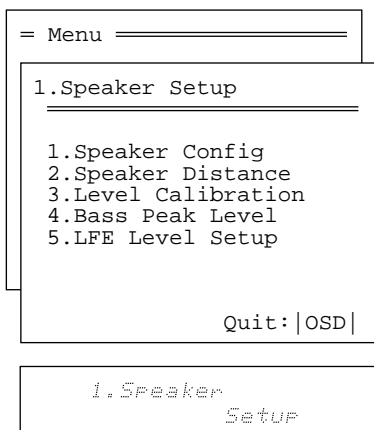 = Menu
1.Speaker Setup
1.Speaker Config
2.Speaker Distance
3.Level Calibration
4.Bass Peak Level
5.LFE Level Setup
Quit:|OSD|
1.Speaker
Setup